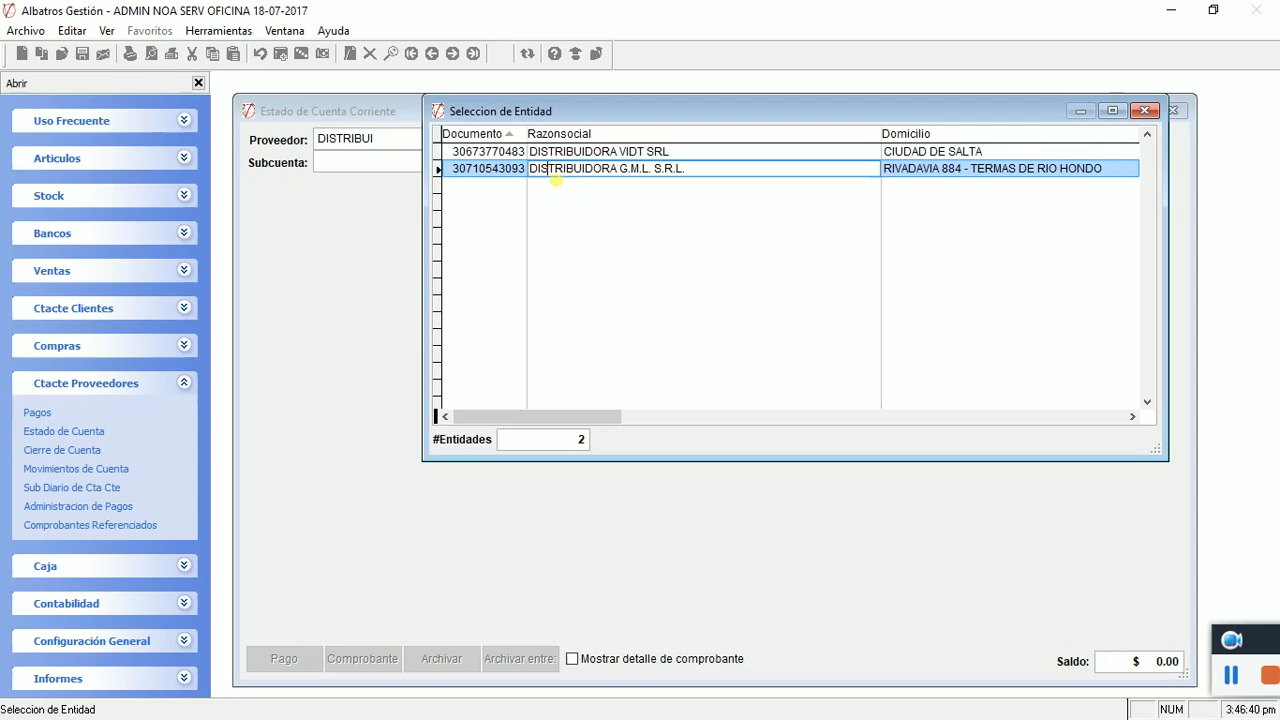 Albatros Gestión - ADMIN NOA SERV OFICINA 18-07-2017
Archivo Editar Ver Favoritos Herramientas Ventana Ayuda
Abrir
Uso Frecuente
Articulos
Stock
Bancos
Ventas
Ctacte Clientes
Compras
Ctacte Proveedores
Pagos
Estado de Cuenta
Cierre de Cuenta
Movimientos de Cuenta
Sub Diario de Cta Cte
Administracion de Pagos
Comprobantes Referenciados
Caja
Contabilidad
Configuración General
Informes
Estado de Cuenta Corriente
Proveedor: DISTRIBUI
Subcuenta:
Seleccion de Entidad
Documento Razonsocial Domicilio
30673770483 DISTRIBUIDORA VIDT SRL CIUDAD DE SALTA
30710543093 DISTRIBUIDORA G.M.L. S.R.L. RIVADAVIA 884 - TERMAS DE RIO HONDO
#Entidades 2
Pago Comprobante Archivar Archivar entre: Mostrar detalle de comprobante Saldo: $ 0.00
Seleccion de Entidad NUM 3:46:40 pm